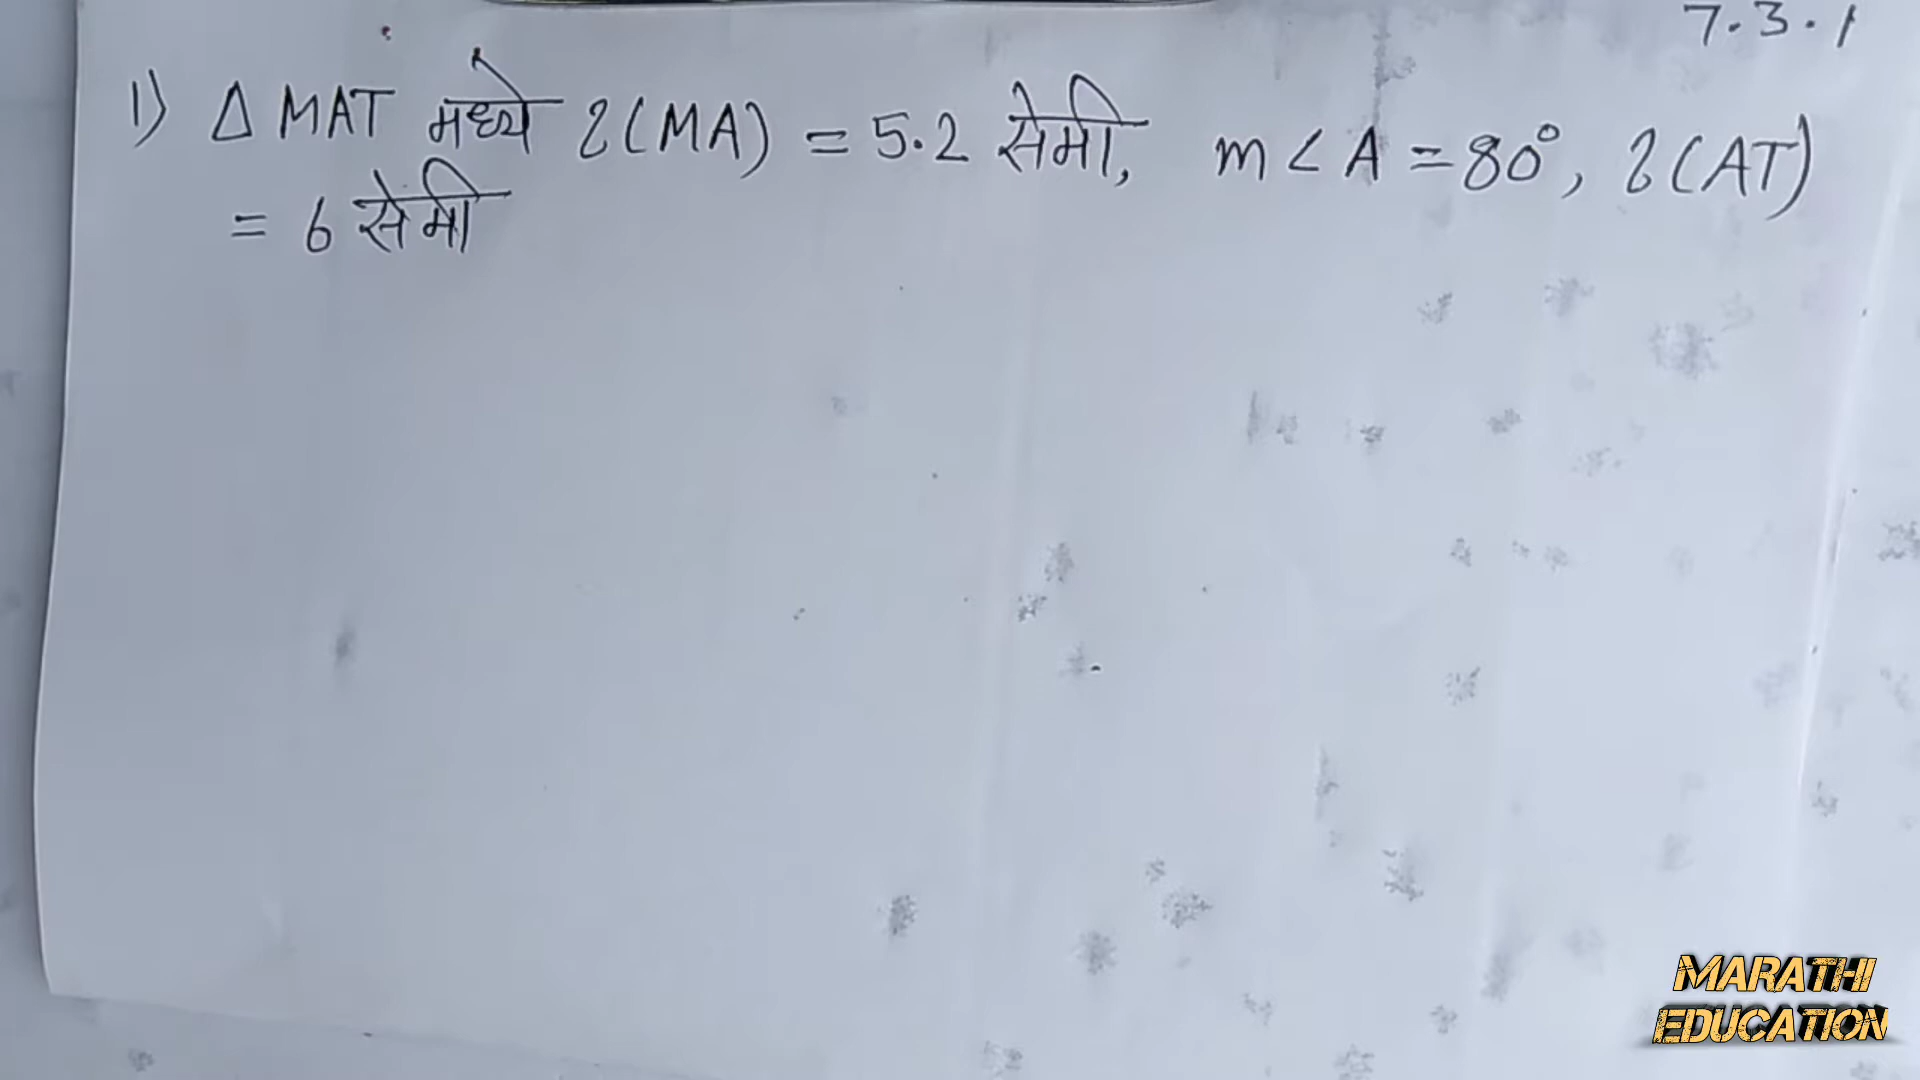 7.3.1
1) Δ MAT मध्ये l(MA) = 5.2 सेमी, m∠A = 80°, l(AT)
= 6 सेमी
MARATHI
EDUCATION